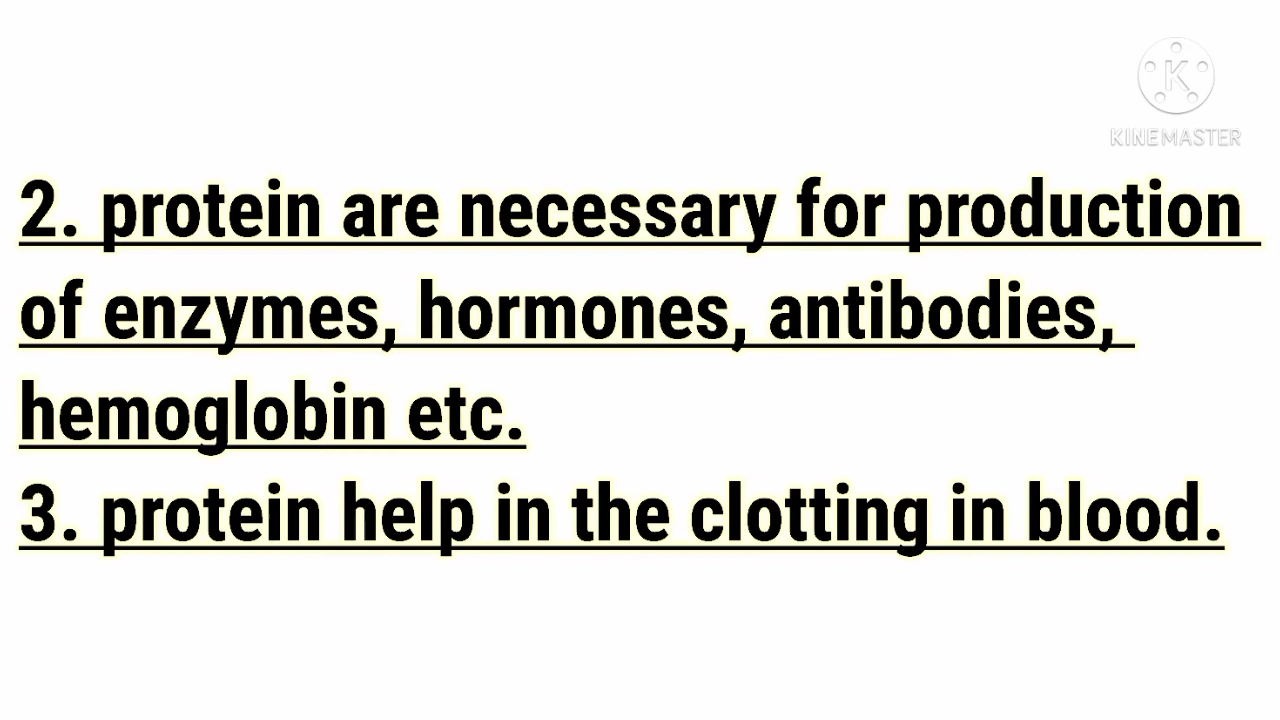 K
KINEMASTER
2. protein are necessary for production
of enzymes, hormones, antibodies,
hemoglobin etc.
3. protein help in the clotting in blood.